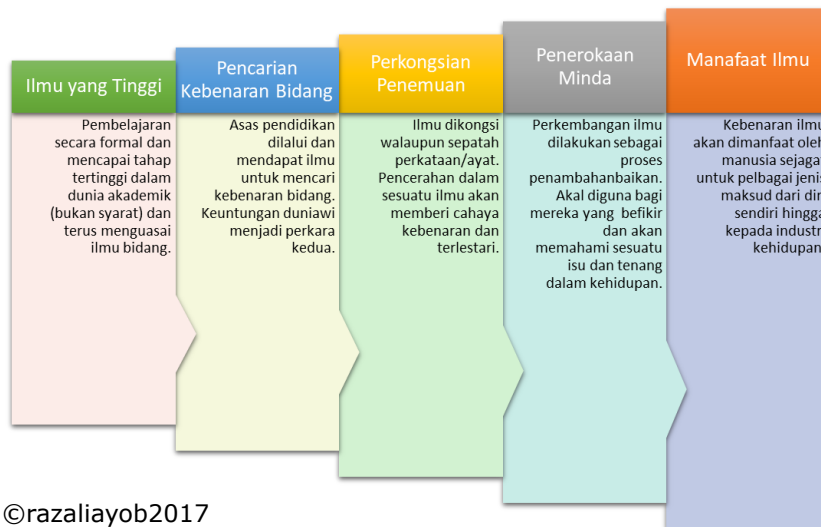 Ilmu yang Tinggi
Pembelajaran
secara formal dan
mencapai tahap
tertinggi dalam
dunia akademik
(bukan syarat) dan
terus menguasai
ilmu bidang.
Pencarian
Kebenaran Bidang
Asas pendidikan
dilalui dan
mendapat ilmu
untuk mencari
kebenaran bidang.
Keuntungan duniawi
menjadi perkara
kedua.
Perkongsian
Penemuan
Ilmu dikongsi
walaupun sepatah
perkataan/ayat.
Pencerahan dalam
sesuatu ilmu akan
memberi cahaya
kebenaran dan
terlestari.
Penerokaan
Minda
Perkembangan ilmu
dilakukan sebagai
proses
penambahanbaikan.
Akal diguna bagi
mereka yang befikir
dan akan
memahami sesuatu
isu dan tenang
dalam kehidupan.
Manafaat Ilmu
Kebenaran ilmu
akan dimanfaat oleh
manusia sejagat
untuk pelbagai jenis
maksud dari diri
sendiri hingga
kepada industri
kehidupan.
©razaliayob2017